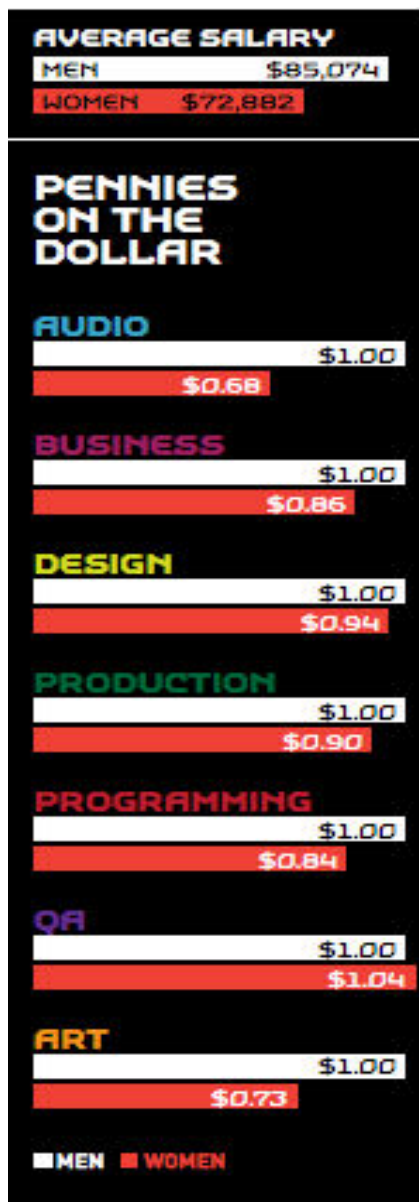 AVERAGE SALARY
MEN $85,074
WOMEN $72,882
PENNIES
ON THE
DOLLAR
AUDIO
$1.00
$0.68
BUSINESS
$1.00
$0.86
DESIGN
$1.00
$0.94
PRODUCTION
$1.00
$0.90
PROGRAMMING
$1.00
$0.84
QA
$1.00
$1.04
ART
$1.00
$0.73
MEN WOMEN